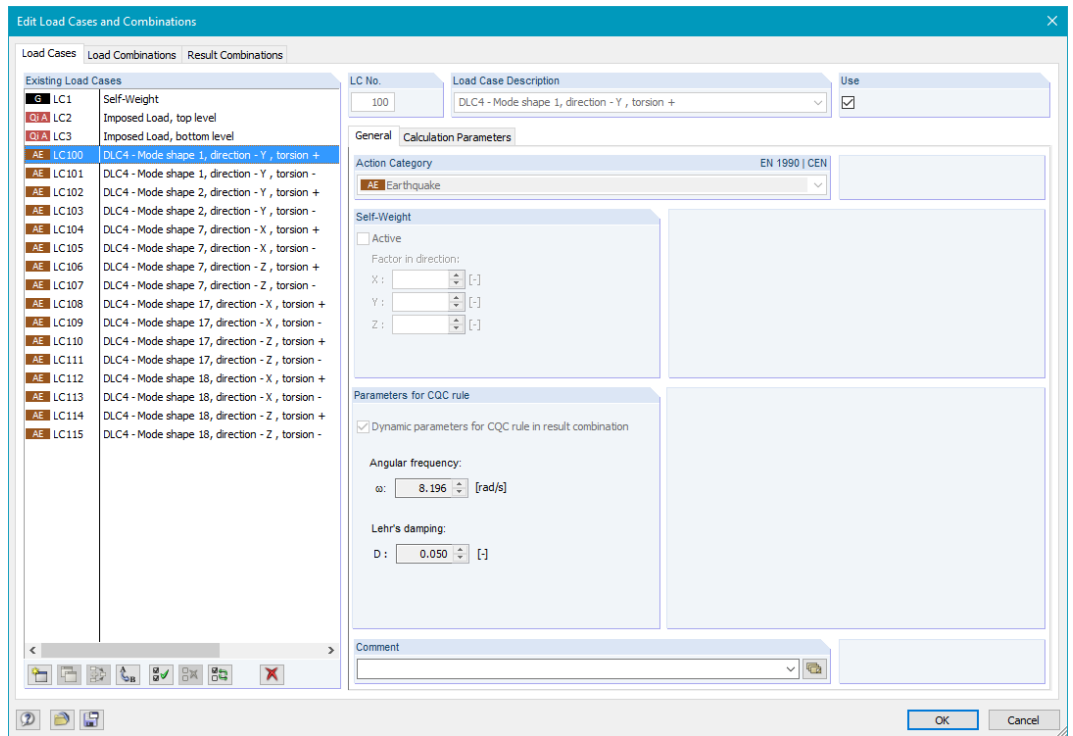 Edit Load Cases and Combinations
Load Cases Load Combinations Result Combinations
Existing Load Cases
G LC1 Self-Weight
Qi A LC2 Imposed Load, top level
Qi A LC3 Imposed Load, bottom level
AE LC100 DLC4 - Mode shape 1, direction - Y , torsion +
AE LC101 DLC4 - Mode shape 1, direction - Y , torsion -
AE LC102 DLC4 - Mode shape 2, direction - Y , torsion +
AE LC103 DLC4 - Mode shape 2, direction - Y , torsion -
AE LC104 DLC4 - Mode shape 7, direction - X , torsion +
AE LC105 DLC4 - Mode shape 7, direction - X , torsion -
AE LC106 DLC4 - Mode shape 7, direction - Z , torsion +
AE LC107 DLC4 - Mode shape 7, direction - Z , torsion -
AE LC108 DLC4 - Mode shape 17, direction - X , torsion +
AE LC109 DLC4 - Mode shape 17, direction - X , torsion -
AE LC110 DLC4 - Mode shape 17, direction - Z , torsion +
AE LC111 DLC4 - Mode shape 17, direction - Z , torsion -
AE LC112 DLC4 - Mode shape 18, direction - X , torsion +
AE LC113 DLC4 - Mode shape 18, direction - X , torsion -
AE LC114 DLC4 - Mode shape 18, direction - Z , torsion +
AE LC115 DLC4 - Mode shape 18, direction - Z , torsion -
LC No.
100
Load Case Description
DLC4 - Mode shape 1, direction - Y , torsion +
Use
General Calculation Parameters
Action Category EN 1990 | CEN
AE Earthquake
Self-Weight
Active
Factor in direction:
X : [-]
Y : [-]
Z : [-]
Parameters for CQC rule
Dynamic parameters for CQC rule in result combination
Angular frequency:
ω: 8.196 [rad/s]
Lehr's damping:
D : 0.050 [-]
Comment
OK Cancel